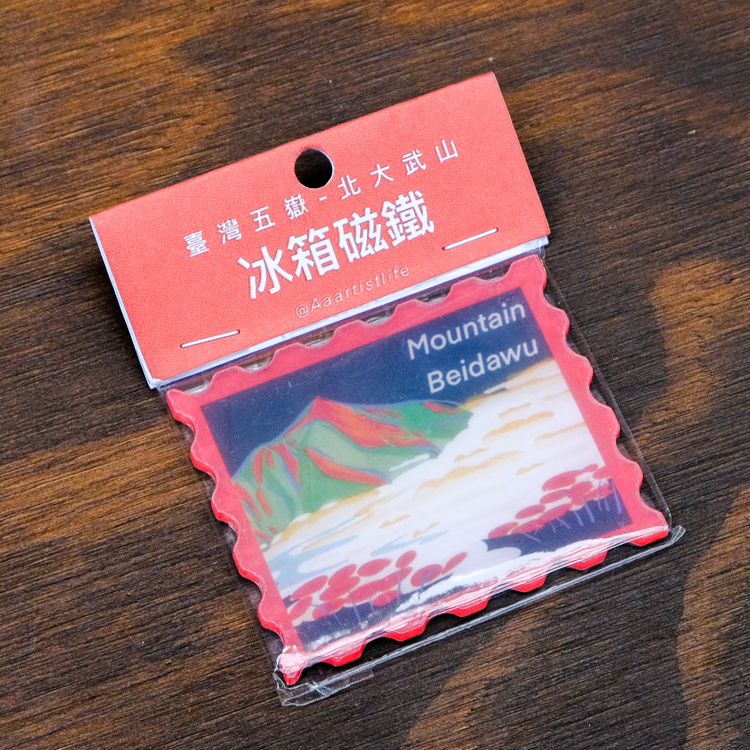 臺灣五嶽-北大武山
冰箱磁鐵
@Aaartistlife
Mountain
Beidawu